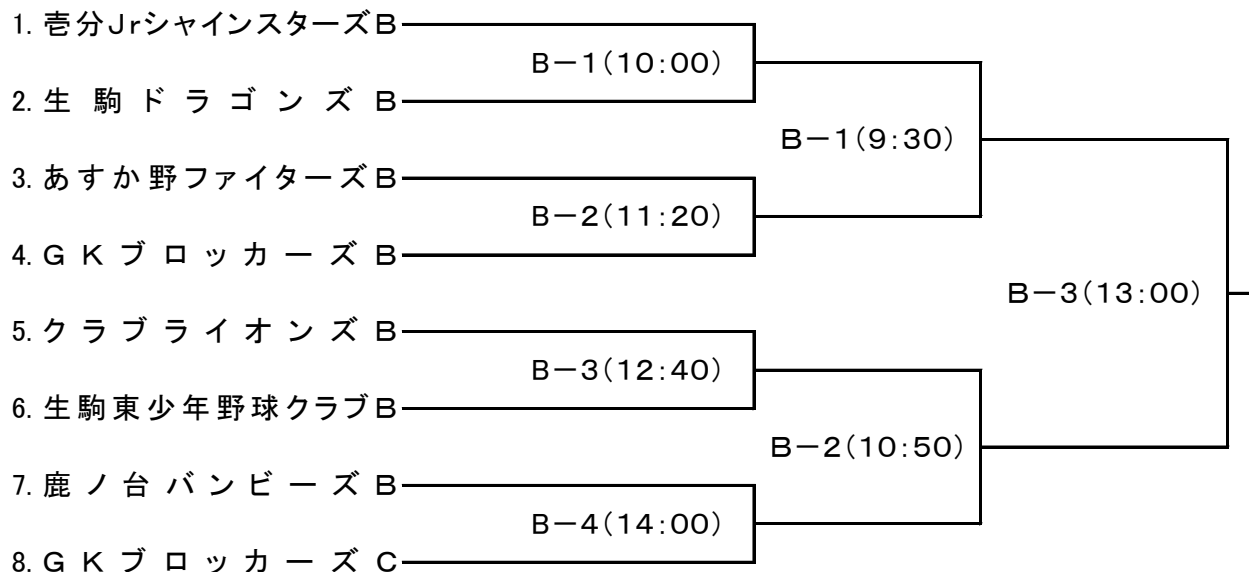 1. 壱分Jrシャインスターズ B
B－1(10:00)
2. 生駒ドラゴンズ B
B－1(9:30)
3. あすか野ファイターズ B
B－2(11:20)
4. GKブロッカーズ B
B－3(13:00)
5. クラブライオンズ B
B－3(12:40)
6. 生駒東少年野球クラブ B
B－2(10:50)
7. 鹿ノ台バンビーズ B
B－4(14:00)
8. GKブロッカーズ C